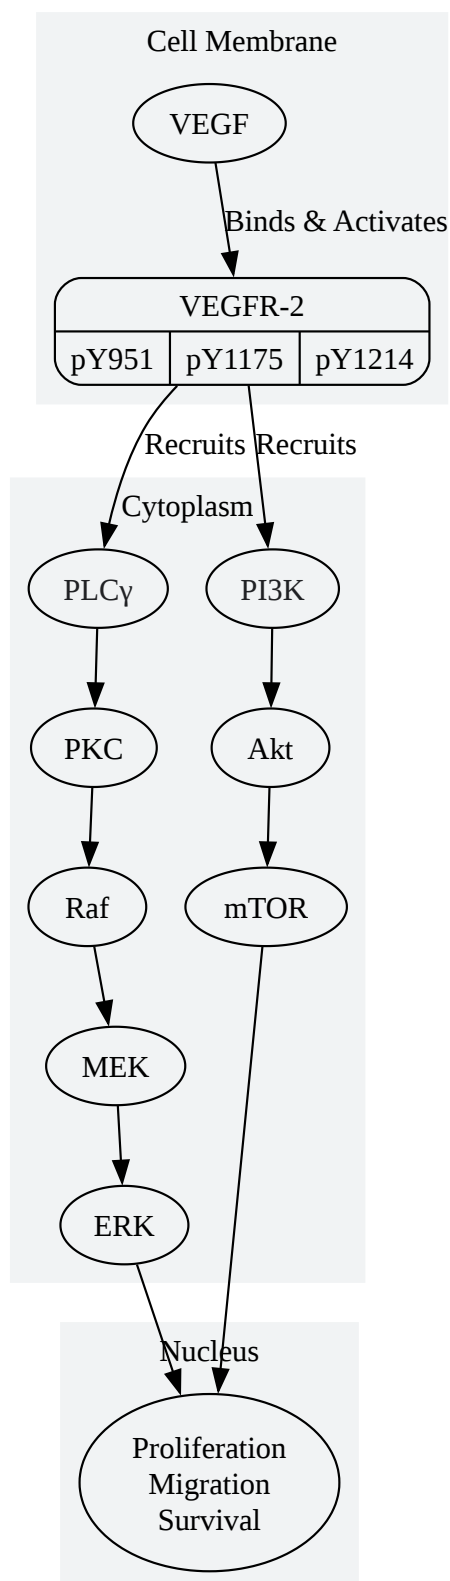 Cell Membrane
VEGF
Binds & Activates
VEGFR-2
pY951 pY1175 pY1214
Recruits Recruits
Cytoplasm
PLCγ PI3K
PKC Akt
Raf mTOR
MEK
ERK
Nucleus
Proliferation
Migration
Survival